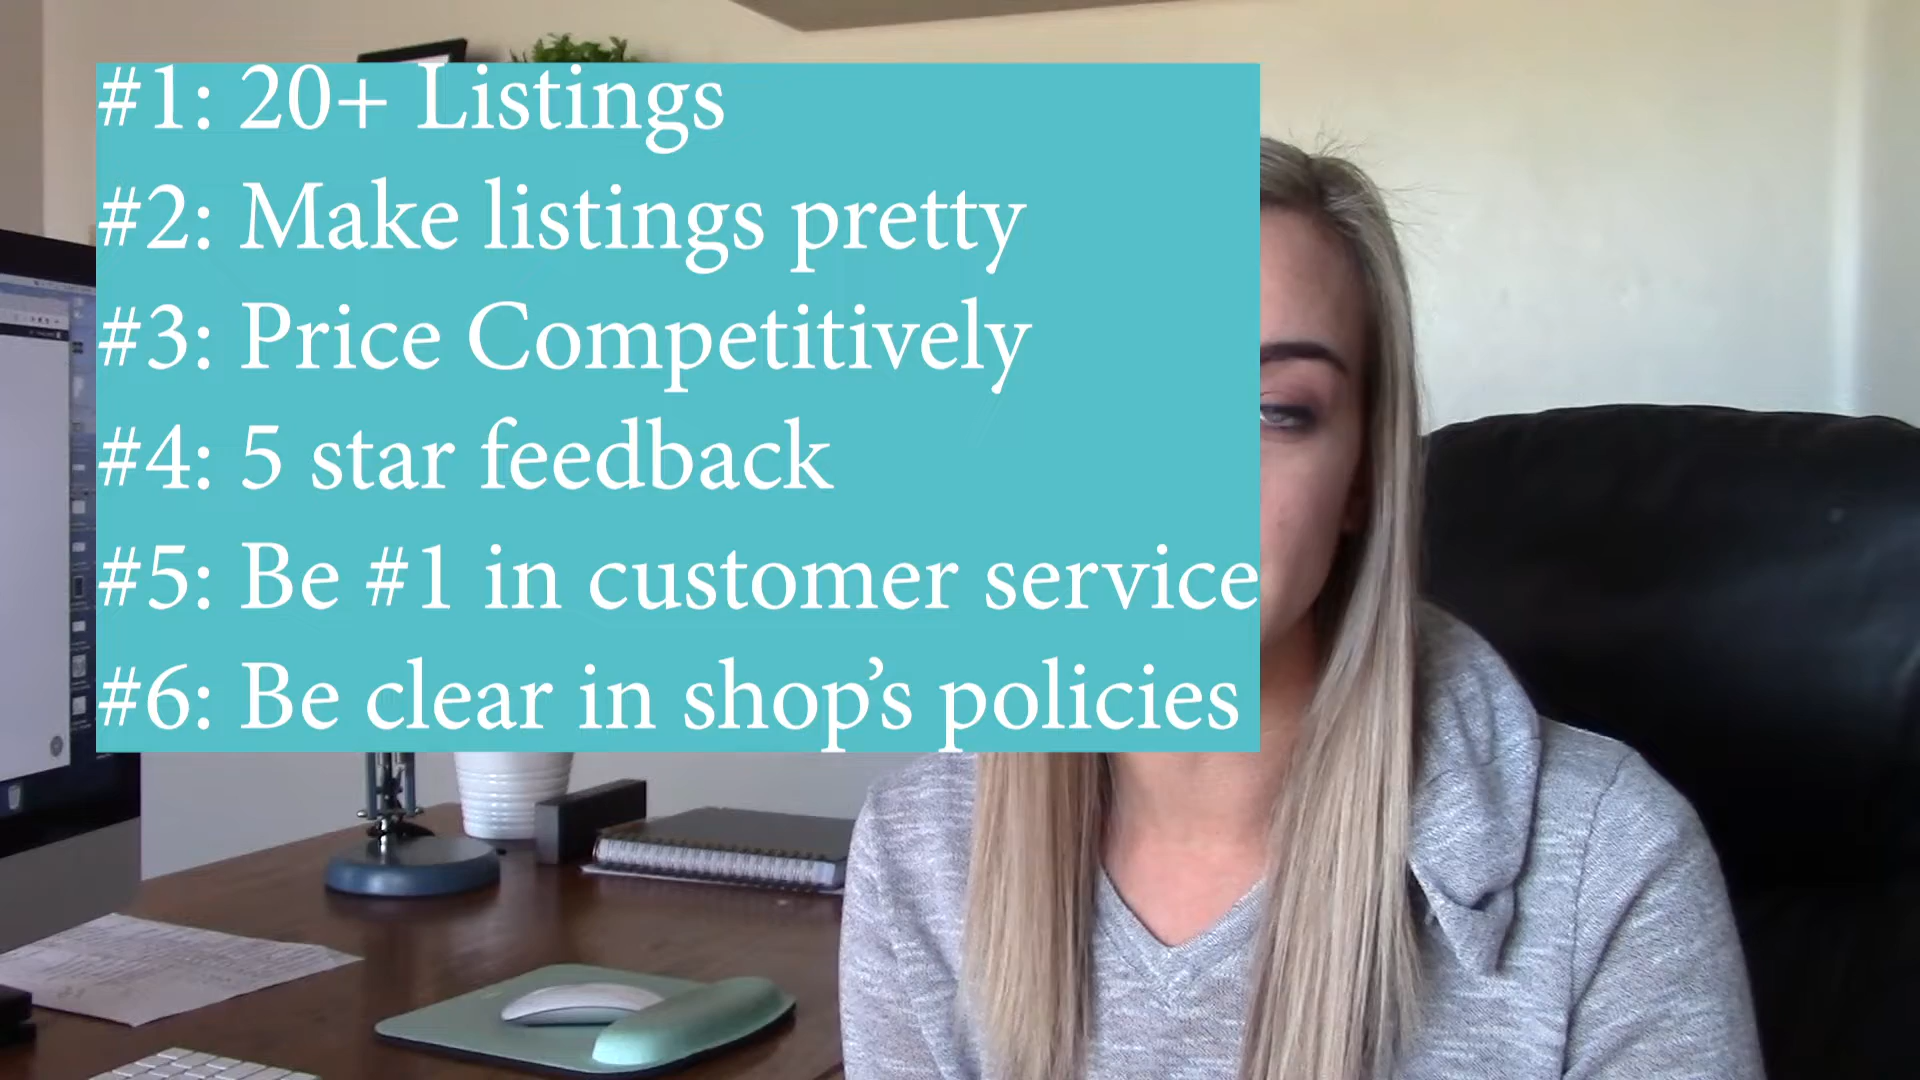 #1: 20+ Listings
#2: Make listings pretty
#3: Price Competitively
#4: 5 star feedback
#5: Be #1 in customer service
#6: Be clear in shop’s policies